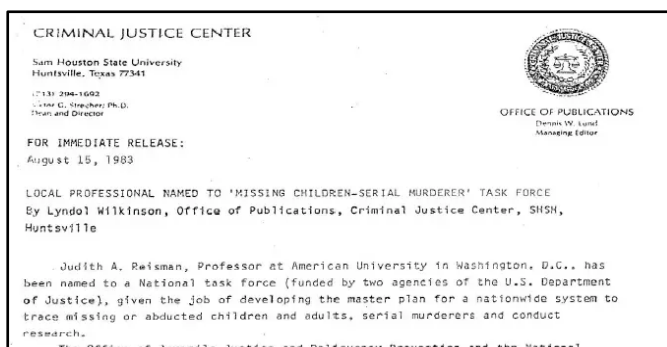 CRIMINAL JUSTICE CENTER
Sam Houston State University
Huntsville, Texas 77341
294-1692
G. Strecher, Ph.D.
Dean and Director
OFFICE OF PUBLICATIONS
Dennis W. Lund
Managing Editor
FOR IMMEDIATE RELEASE:
August 15, 1983
LOCAL PROFESSIONAL NAMED TO 'MISSING CHILDREN-SERIAL MURDERER' TASK FORCE
By Lyndol Wilkinson, Office of Publications, Criminal Justice Center, SHSH,
Huntsville
Judith A. Reisman, Professor at American University in Washington, D.C., has
been named to a National task force (funded by two agencies of the U.S. Department
of Justice), given the job of developing the master plan for a nationwide system to
trace missing or abducted children and adults, serial murderers and conduct
research.